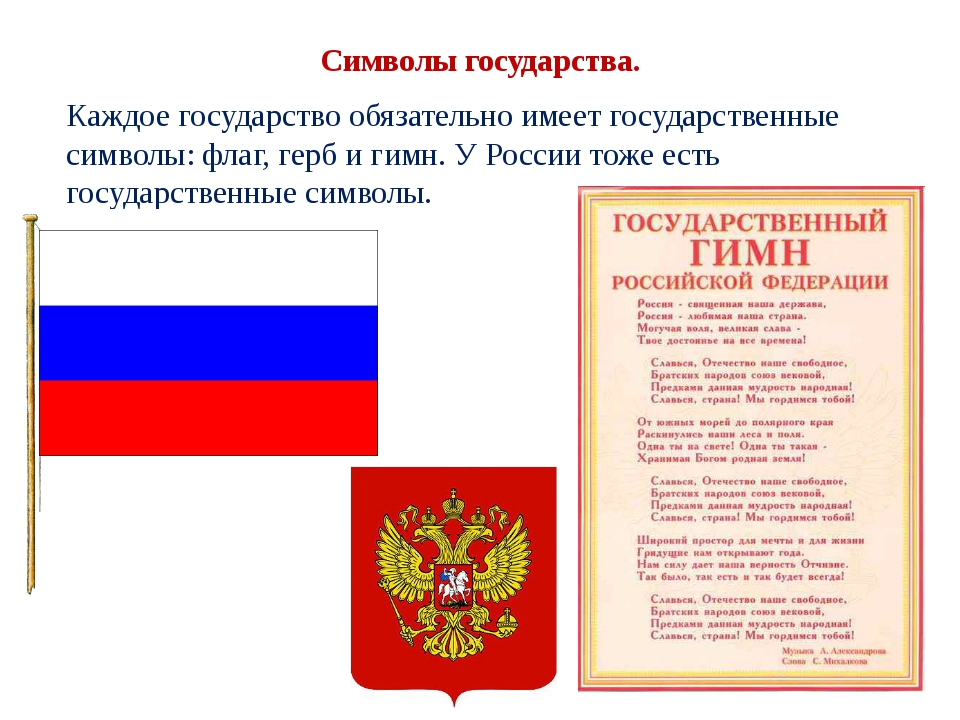 Символы государства.
Каждое государство обязательно имеет государственные
символы: флаг, герб и гимн. У России тоже есть
государственные символы.
ГОСУДАРСТВЕННЫЙ
ГИМН
РОССИЙСКОЙ ФЕДЕРАЦИИ
Россия - священная наша держава,
Россия - любимая наша страна.
Могучая воля, великая слава -
Твое достоянье на все времена!
Славься, Отечество наше свободное,
Братских народов союз вековой,
Предками данная мудрость народная!
Славься, страна! Мы гордимся тобой!
От южных морей до полярного края
Раскинулись наши леса и поля.
Одна ты на свете! Одна ты такая -
Хранимая Богом родная земля!
Славься, Отечество наше свободное,
Братских народов союз вековой,
Предками данная мудрость народная!
Славься, страна! Мы гордимся тобой!
Широкий простор для мечты и для жизни
Грядущие нам открывают года.
Нам силу дает наша верность Отчизне.
Так было, так есть и так будет всегда!
Славься, Отечество наше свободное,
Братских народов союз вековой,
Предками данная мудрость народная!
Славься, страна! Мы гордимся тобой!
Музыка А. Александрова
Слова С. Михалкова